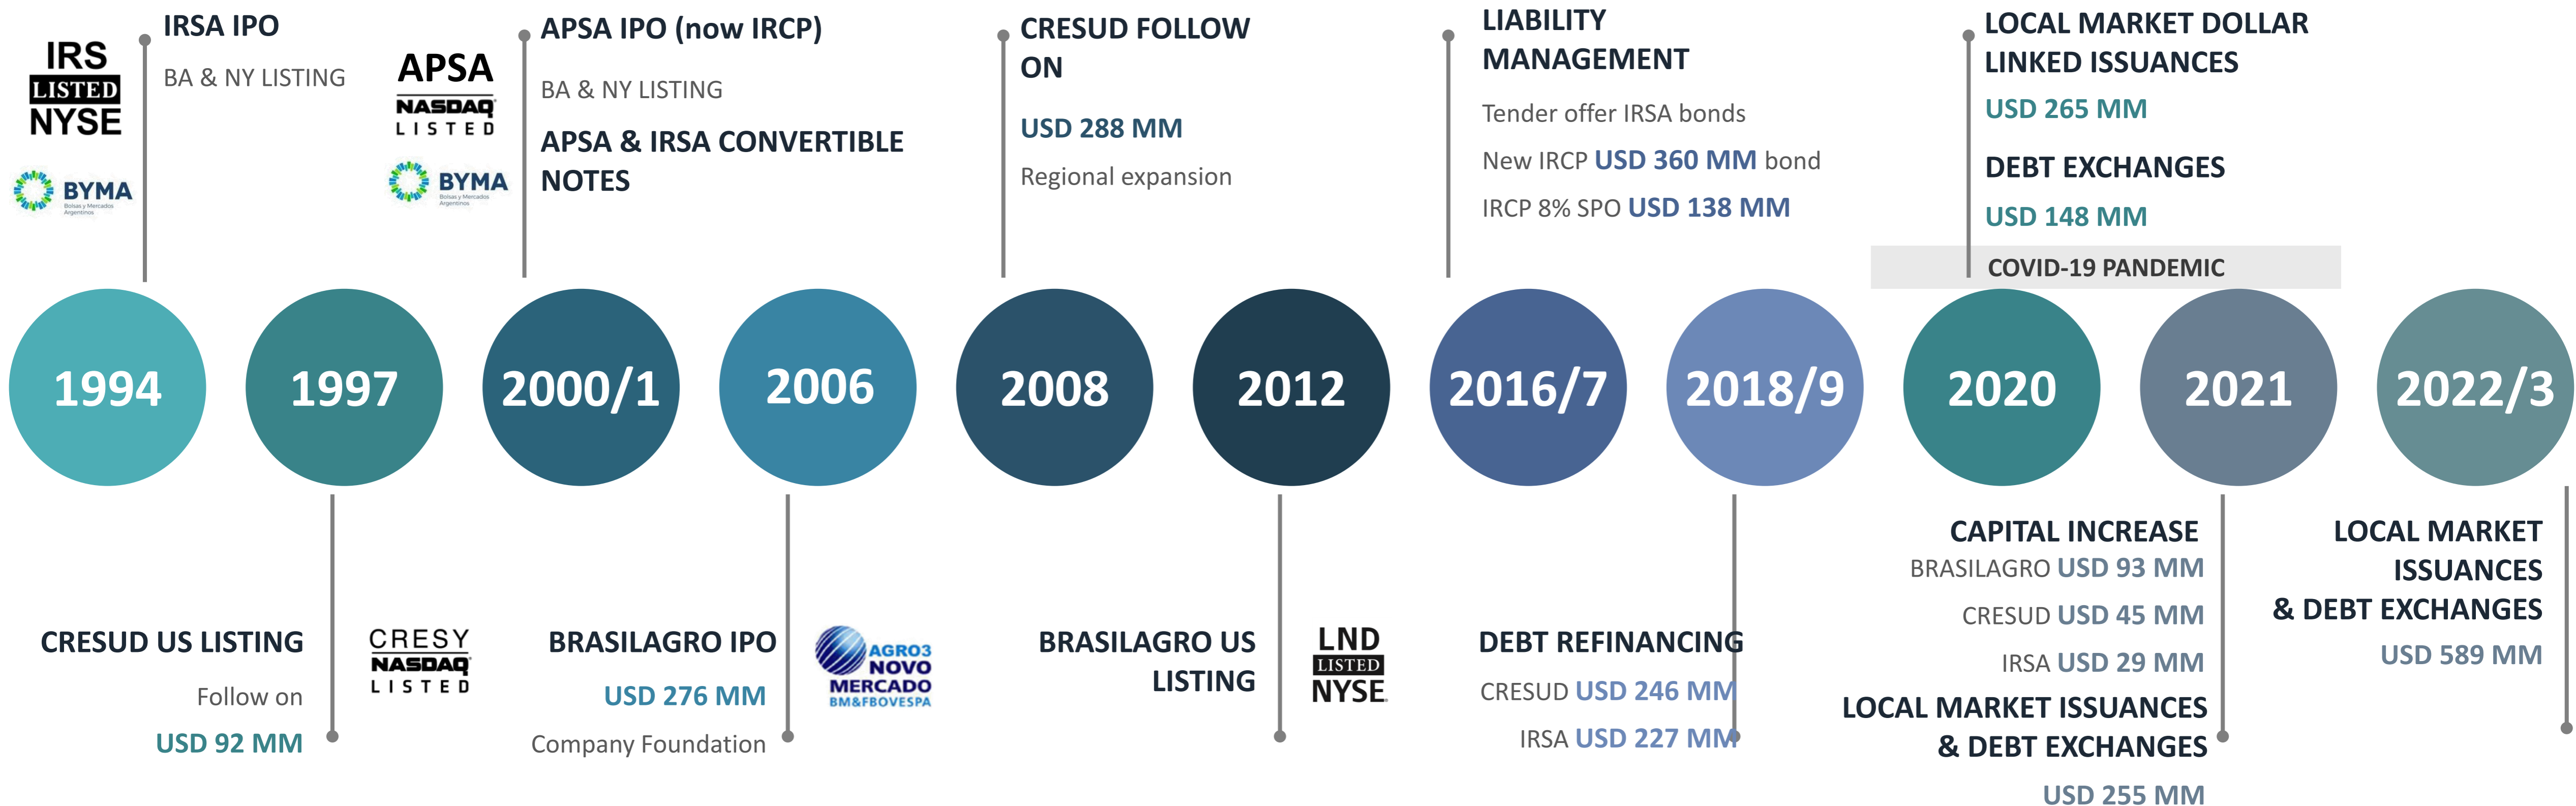 IRSA IPO
BA & NY LISTING
IRS
LISTED
NYSE
BYMA
Bolsas y Mercados
Argentinos
APSA IPO (now IRCP)
BA & NY LISTING
APSA & IRSA CONVERTIBLE
NOTES
APSA
NASDAQ
LISTED
BYMA
Bolsas y Mercados
Argentinos
CRESUD FOLLOW
ON
USD 288 MM
Regional expansion
LIABILITY
MANAGEMENT
Tender offer IRSA bonds
New IRCP USD 360 MM bond
IRCP 8% SPO USD 138 MM
LOCAL MARKET DOLLAR
LINKED ISSUANCES
USD 265 MM
DEBT EXCHANGES
USD 148 MM
COVID-19 PANDEMIC
1994
1997
2000/1
2006
2008
2012
2016/7
2018/9
2020
2021
2022/3
CRESUD US LISTING
Follow on
USD 92 MM
CRESY
NASDAQ
LISTED
BRASILAGRO IPO
USD 276 MM
Company Foundation
AGRO3
NOVO
MERCADO
BM&FBOVESPA
BRASILAGRO US
LISTING
LND
LISTED
NYSE.
DEBT REFINANCING
CRESUD USD 246 MM
IRSA USD 227 MM
CAPITAL INCREASE
BRASILAGRO USD 93 MM
CRESUD USD 45 MM
IRSA USD 29 MM
LOCAL MARKET ISSUANCES
& DEBT EXCHANGES
USD 255 MM
LOCAL MARKET
ISSUANCES
& DEBT EXCHANGES
USD 589 MM